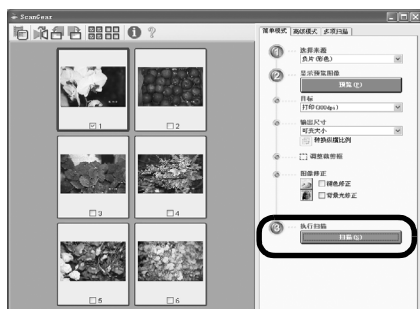 ScanGear
简单模式 高级模式 多页扫描
1 选择来源
负片(彩色)
2 显示预览图像
预览(P)
目标
打印(300dpi)
输出尺寸
可变大小
转换纵横比例
调整裁剪框
图像修正
褪色修正
背景光修正
3 执行扫描
扫描(S)
1
2
3
4
5
6